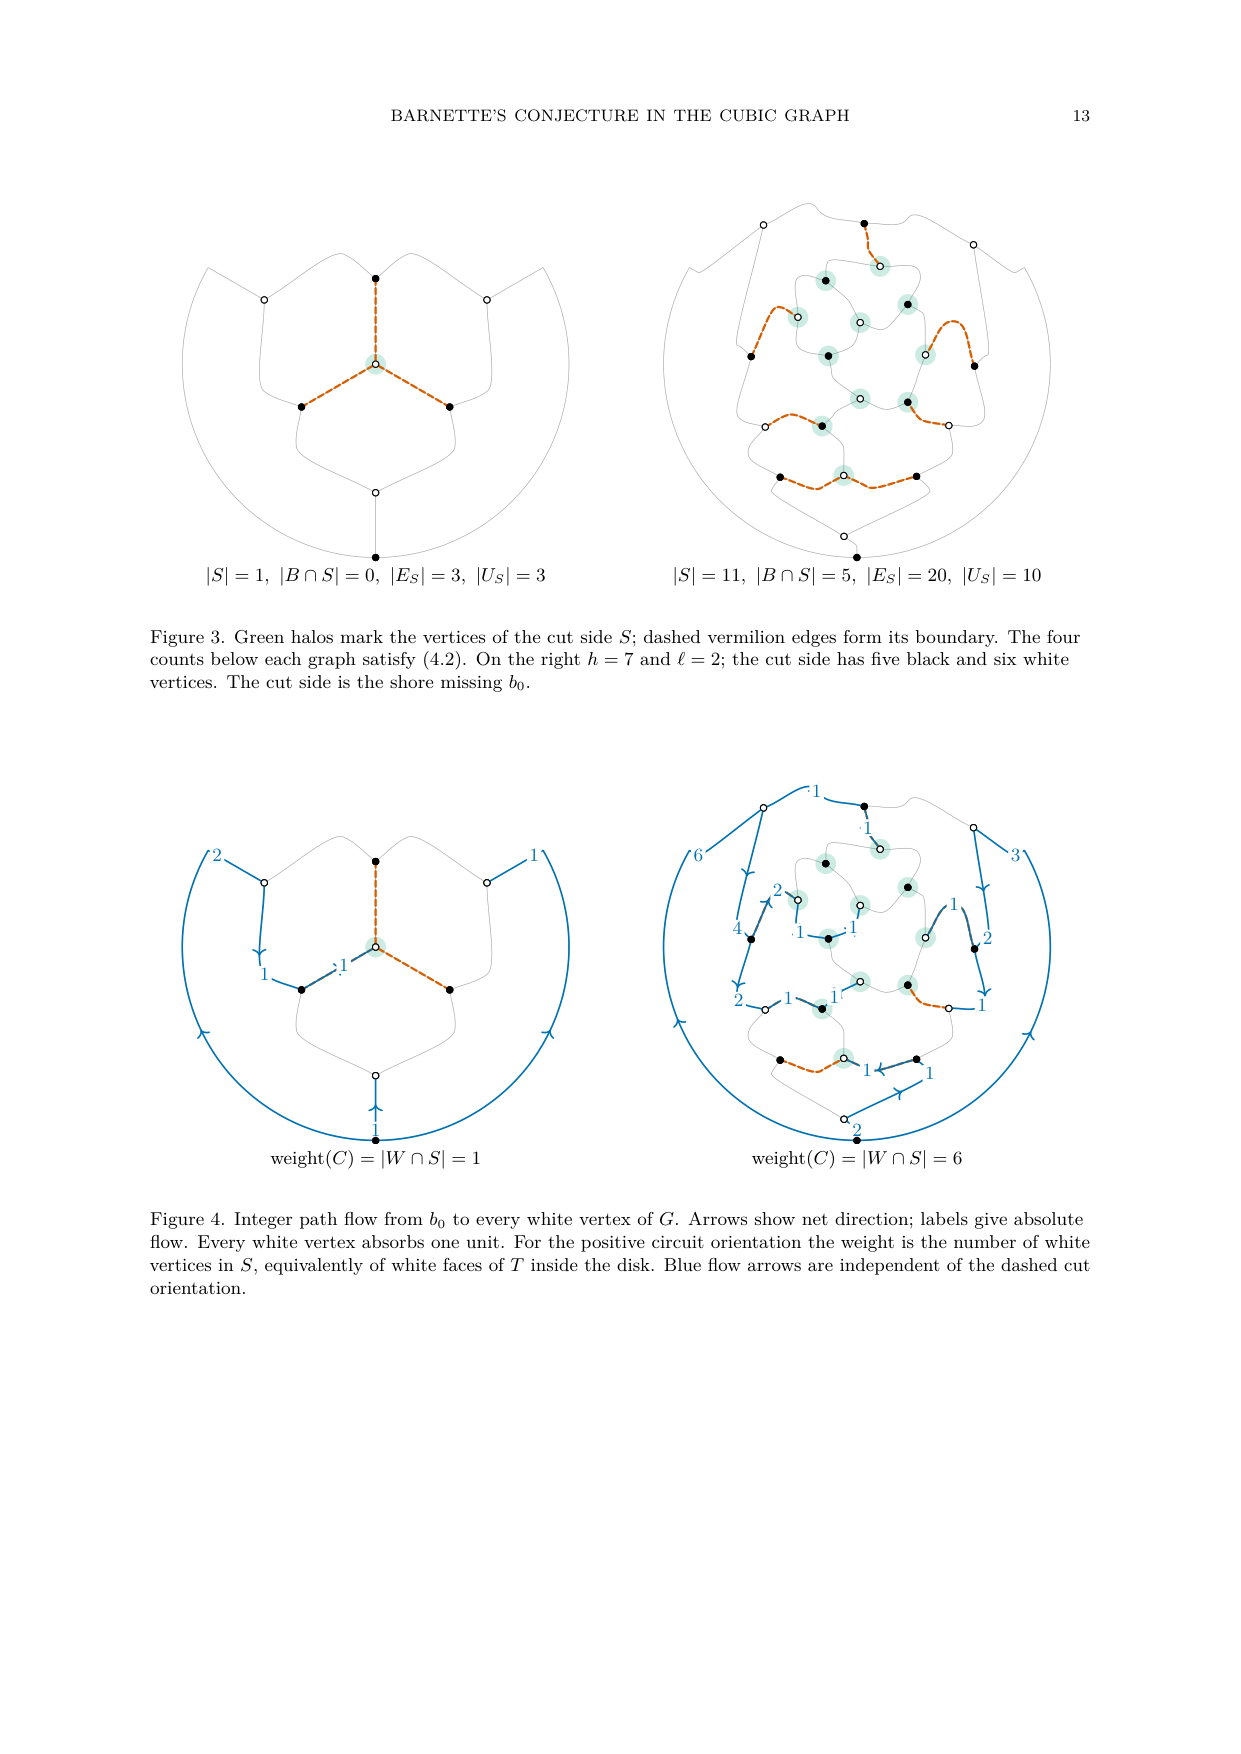 BARNETTE'S CONJECTURE IN THE CUBIC GRAPH 13
|S| = 1, |B ∩ S| = 0, |E_S| = 3, |U_S| = 3
|S| = 11, |B ∩ S| = 5, |E_S| = 20, |U_S| = 10
Figure 3. Green halos mark the vertices of the cut side S; dashed vermilion edges form its boundary. The four
counts below each graph satisfy (4.2). On the right h = 7 and ℓ = 2; the cut side has five black and six white
vertices. The cut side is the shore missing b_0.
2
1
1
1
1
1
6
1
3
2
1
4
1
1
2
2
1
1
1
1
1
2
weight(C) = |W ∩ S| = 1
weight(C) = |W ∩ S| = 6
Figure 4. Integer path flow from b_0 to every white vertex of G. Arrows show net direction; labels give absolute
flow. Every white vertex absorbs one unit. For the positive circuit orientation the weight is the number of white
vertices in S, equivalently of white faces of T inside the disk. Blue flow arrows are independent of the dashed cut
orientation.